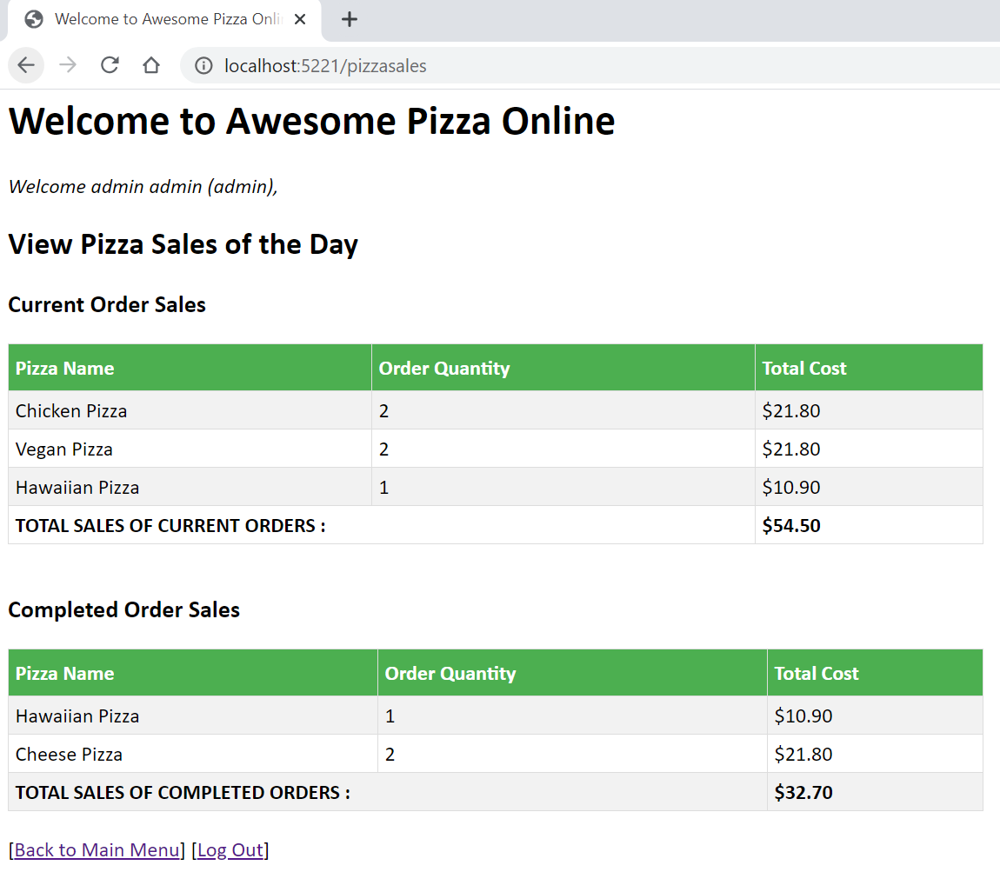 Welcome to Awesome Pizza Onli
localhost:5221/pizzasales
Welcome to Awesome Pizza Online
Welcome admin admin (admin),
View Pizza Sales of the Day
Current Order Sales
Pizza Name Order Quantity Total Cost
Chicken Pizza 2 $21.80
Vegan Pizza 2 $21.80
Hawaiian Pizza 1 $10.90
TOTAL SALES OF CURRENT ORDERS : $54.50
Completed Order Sales
Pizza Name Order Quantity Total Cost
Hawaiian Pizza 1 $10.90
Cheese Pizza 2 $21.80
TOTAL SALES OF COMPLETED ORDERS : $32.70
[Back to Main Menu] [Log Out]